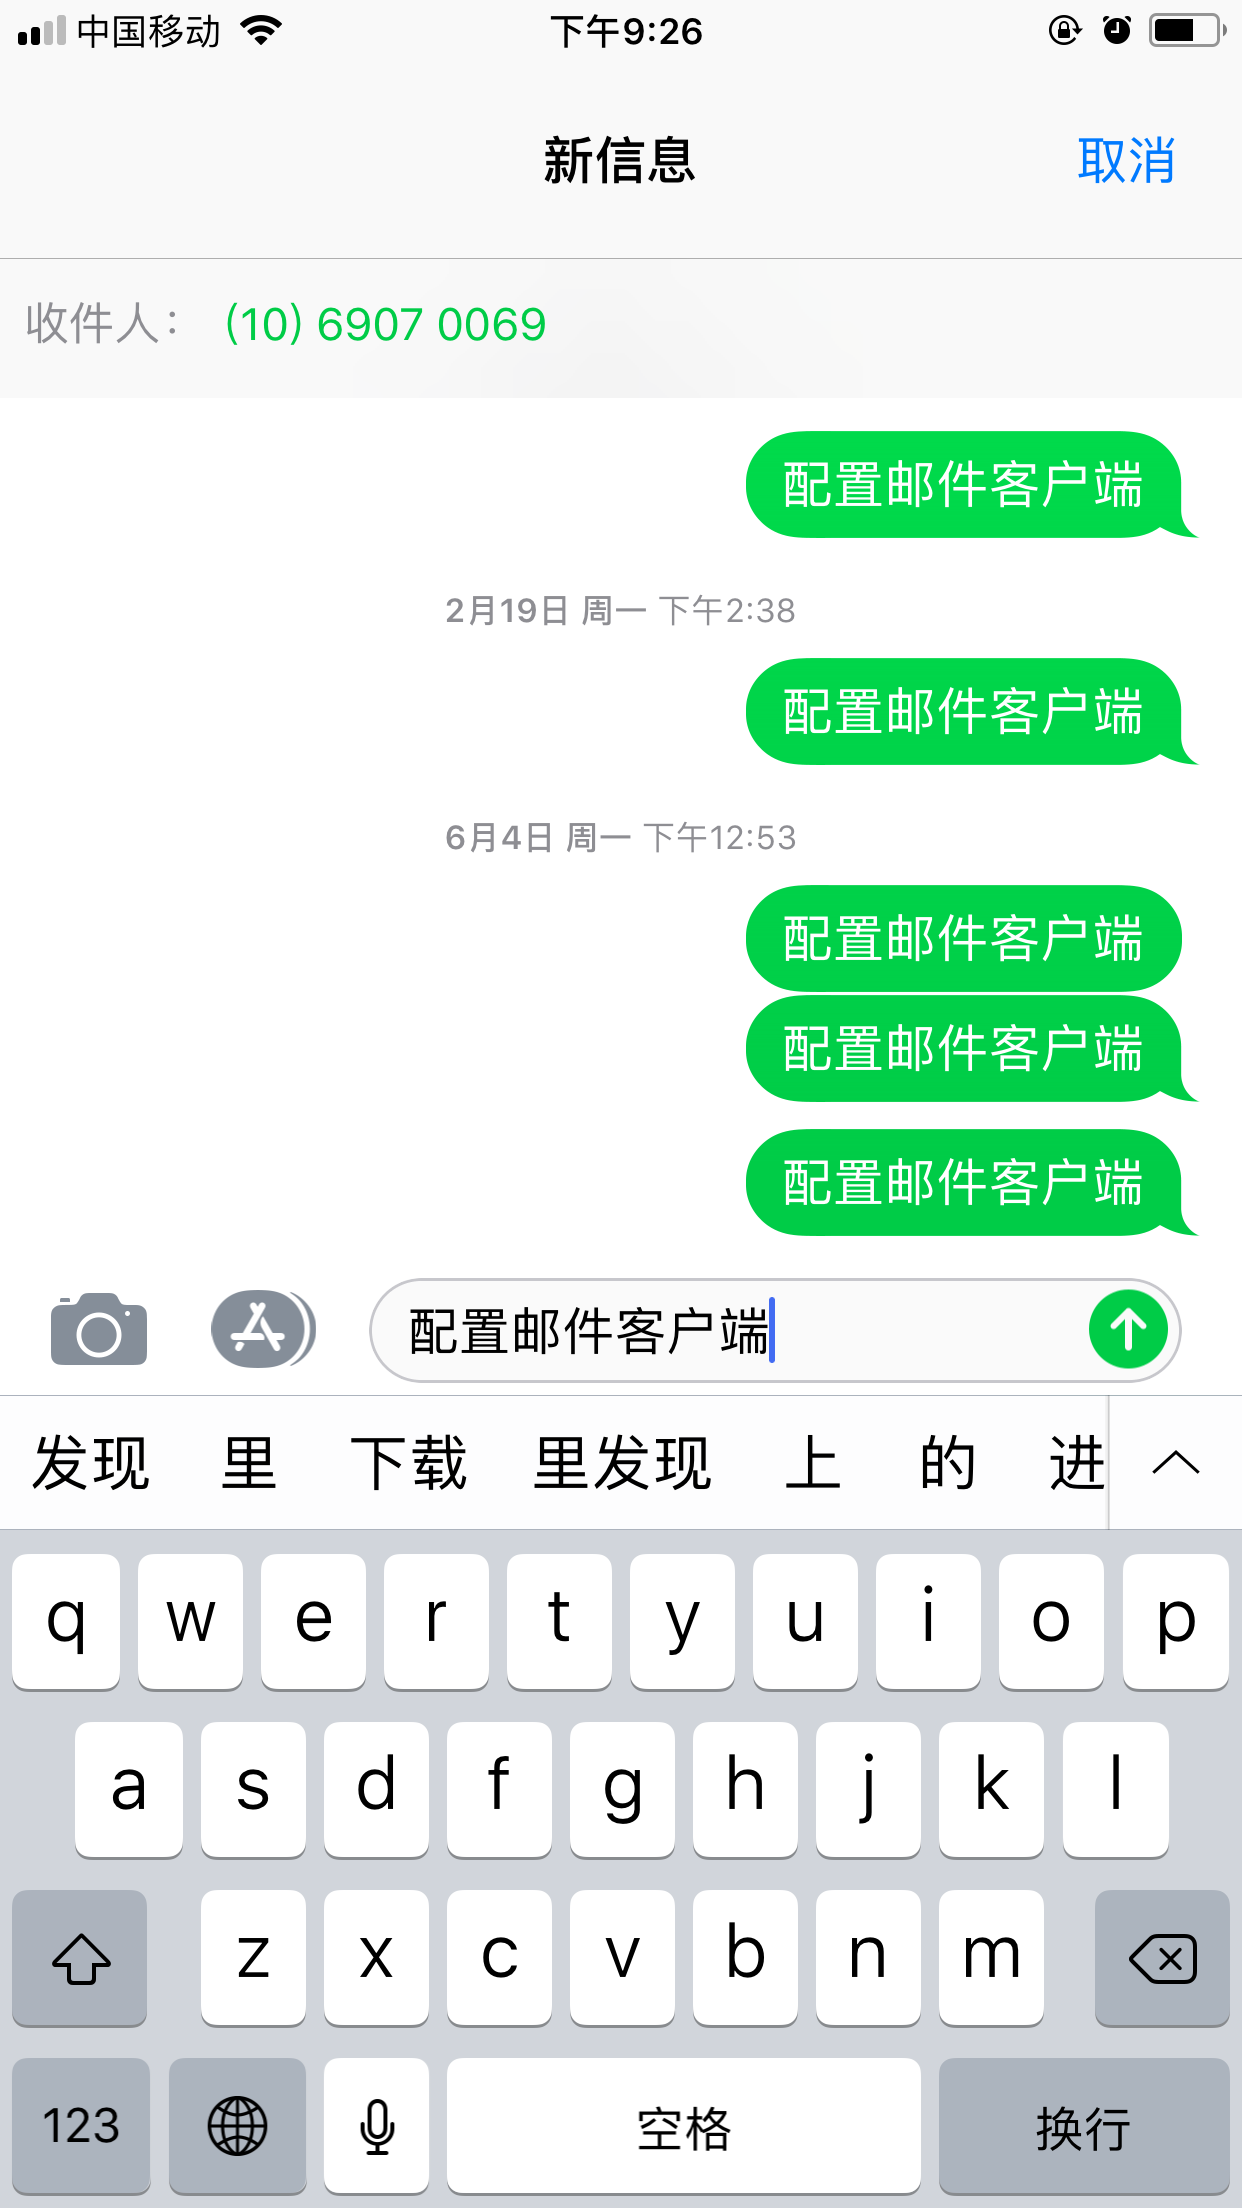 中国移动 下午9:26
新信息 取消
收件人： (10) 6907 0069
配置邮件客户端
2月19日 周一 下午2:38
配置邮件客户端
6月4日 周一 下午12:53
配置邮件客户端
配置邮件客户端
配置邮件客户端
配置邮件客户端
发现 里 下载 里发现 上 的 进
q w e r t y u i o p
a s d f g h j k l
z x c v b n m
123 空格 换行